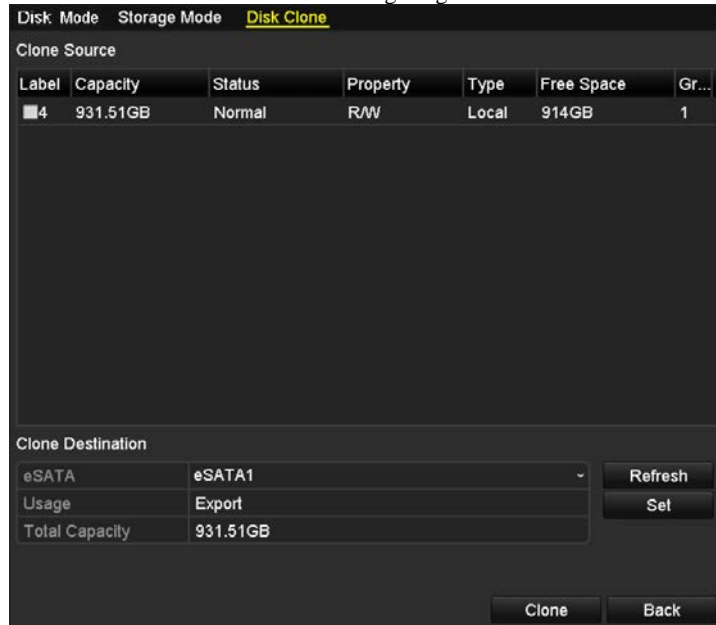 Disk Mode Storage Mode Disk Clone
Clone Source
Label Capacity Status Property Type Free Space Gr...
4 931.51GB Normal R/W Local 914GB 1
Clone Destination
eSATA eSATA1 Refresh
Usage Export Set
Total Capacity 931.51GB
Clone Back